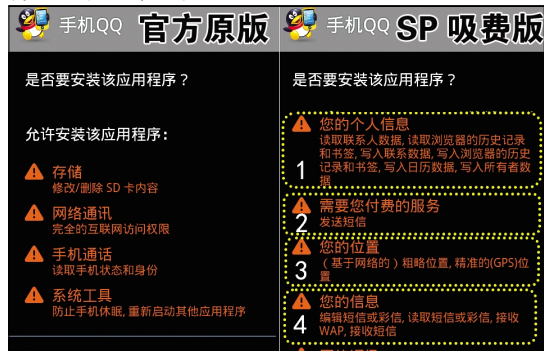 手机QQ 官方原版
是否要安装该应用程序？
允许安装该应用程序：
存储
修改/删除 SD 卡内容
网络通讯
完全的互联网访问权限
手机通话
读取手机状态和身份
系统工具
防止手机休眠, 重新启动其他应用程序
手机QQ SP 吸费版
是否要安装该应用程序？
1
您的个人信息
读取联系人数据, 读取浏览器的历史记录
和书签, 写入联系数据, 写入浏览器的历史
记录和书签, 写入日历数据, 写入所有者数
据
2
需要您付费的服务
发送短信
3
您的位置
（基于网络的）粗略位置, 精准的(GPS)位
置
4
您的信息
编辑短信或彩信, 读取短信或彩信, 接收
WAP, 接收短信